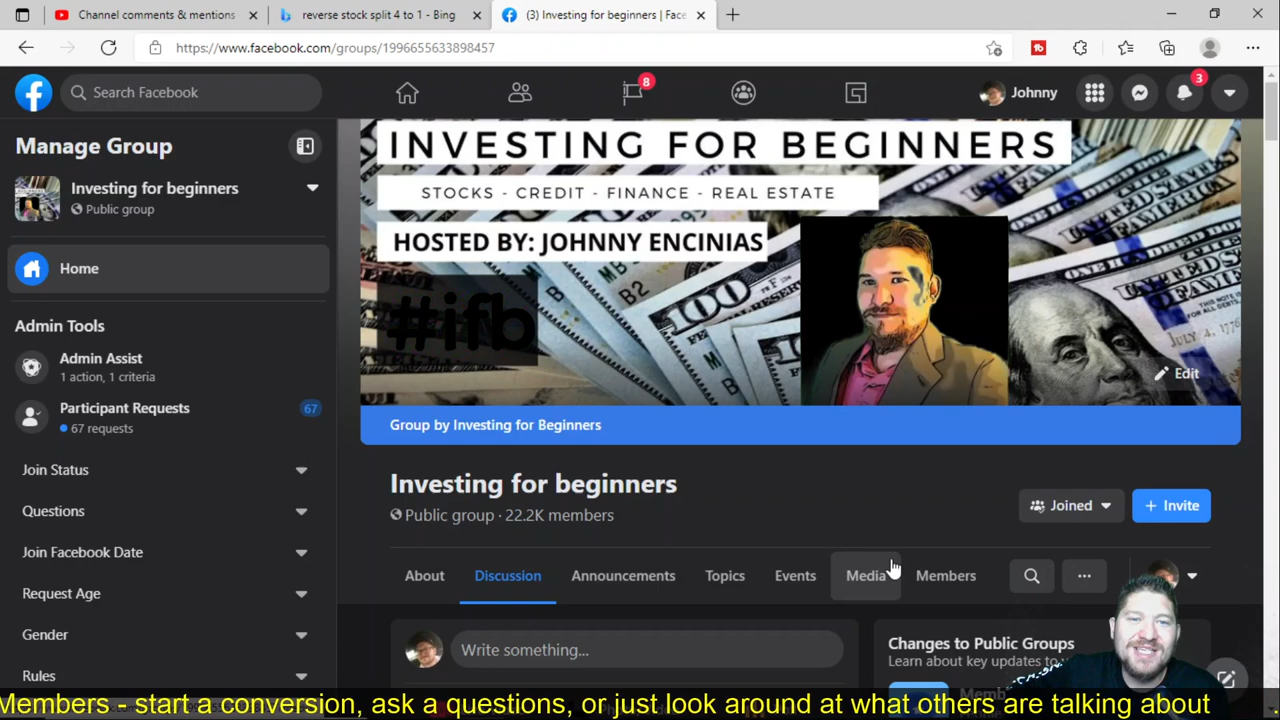 Channel comments & mentions
reverse stock split 4 to 1 - Bing
(3) Investing for beginners | Face
https://www.facebook.com/groups/1996655633898457
Search Facebook
8
Johnny
3
Manage Group
Investing for beginners
Public group
Home
Admin Tools
Admin Assist
1 action, 1 criteria
Participant Requests
67
67 requests
Join Status
Questions
Join Facebook Date
Request Age
Gender
Rules
INVESTING FOR BEGINNERS
STOCKS - CREDIT - FINANCE - REAL ESTATE
HOSTED BY: JOHNNY ENCINIAS
#ifb
Edit
Group by Investing for Beginners
Investing for beginners
Public group · 22.2K members
Joined
+ Invite
About
Discussion
Announcements
Topics
Events
Media
Members
Write something...
Changes to Public Groups
Learn about key updates to
Members - start a conversion, ask a questions, or just look around at what others are talking about